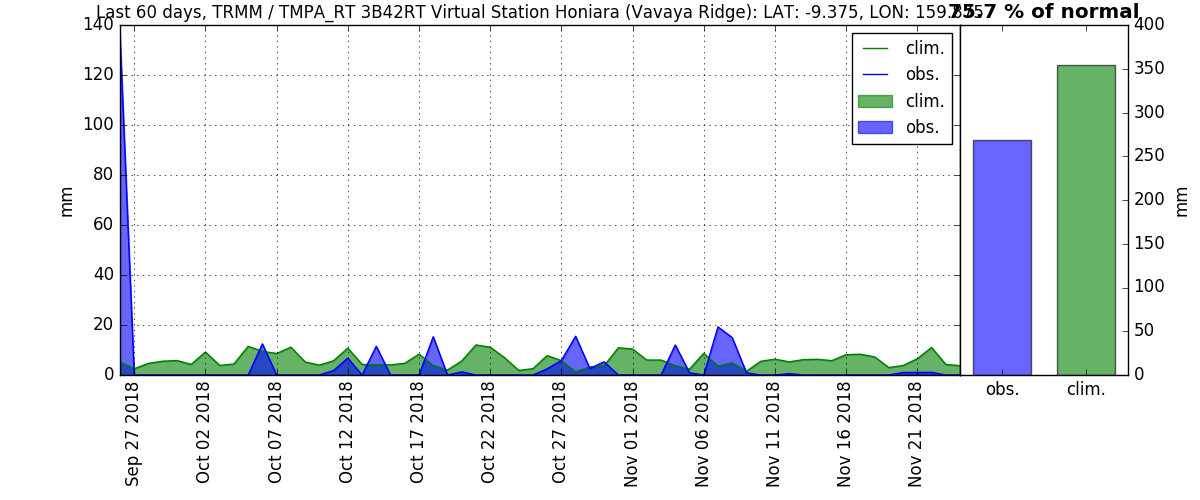 Last 60 days, TRMM / TMPA_RT 3B42RT Virtual Station Honiara (Vavaya Ridge): LAT: -9.375, LON: 159.875
75.7 % of normal
140
120
100
80
60
40
20
0
mm
clim.
obs.
clim.
obs.
400
350
300
250
200
150
100
50
0
mm
Sep 27 2018
Oct 02 2018
Oct 07 2018
Oct 12 2018
Oct 17 2018
Oct 22 2018
Oct 27 2018
Nov 01 2018
Nov 06 2018
Nov 11 2018
Nov 16 2018
Nov 21 2018
obs.
clim.